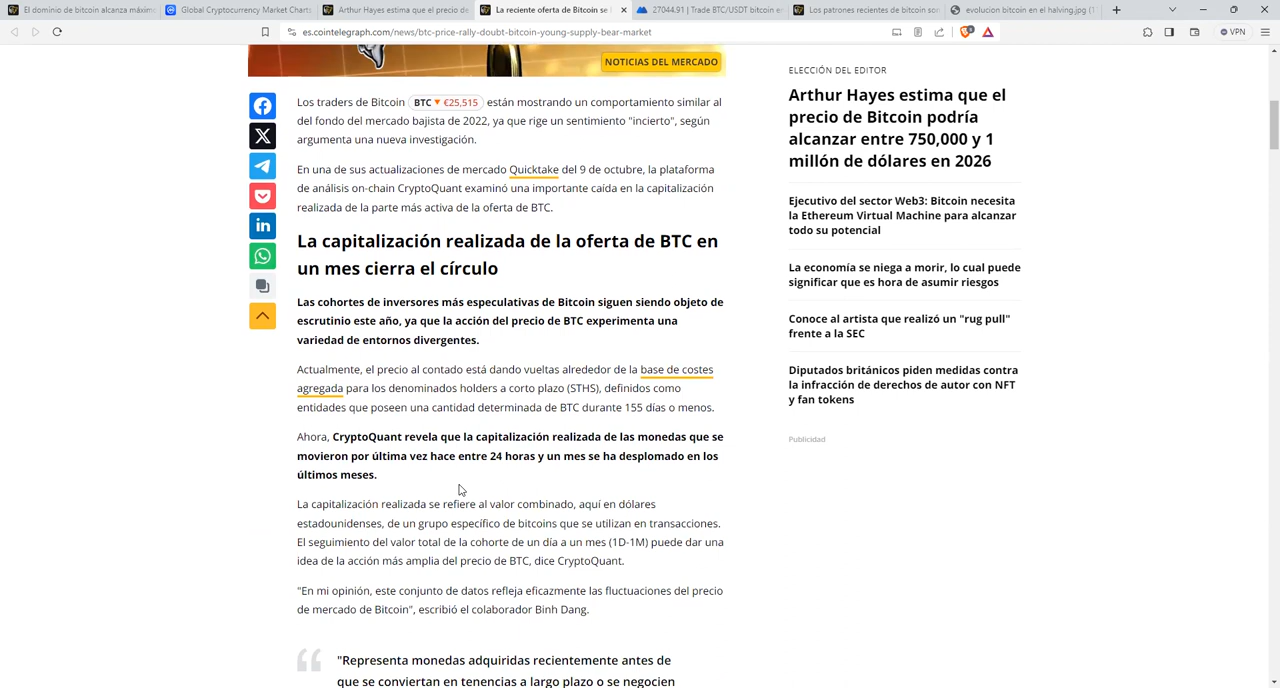 El dominio de bitcoin alcanza máxim
Global Cryptocurrency Market Charts
Arthur Hayes estima que el precio de
La reciente oferta de Bitcoin se
27044.91 | Trade BTC/USDT bitcoin e
Los patrones recientes de bitcoin son
evolucion bitcoin en el halving.jpg (1
es.cointelegraph.com/news/btc-price-rally-doubt-bitcoin-young-supply-bear-market
VPN
NOTICIAS DEL MERCADO
Los traders de Bitcoin BTC ▼ €25,515 están mostrando un comportamiento similar al
del fondo del mercado bajista de 2022, ya que rige un sentimiento "incierto", según
argumenta una nueva investigación.
En una de sus actualizaciones de mercado Quicktake del 9 de octubre, la plataforma
de análisis on-chain CryptoQuant examinó una importante caída en la capitalización
realizada de la parte más activa de la oferta de BTC.
La capitalización realizada de la oferta de BTC en
un mes cierra el círculo
Las cohortes de inversores más especulativas de Bitcoin siguen siendo objeto de
escrutinio este año, ya que la acción del precio de BTC experimenta una
variedad de entornos divergentes.
Actualmente, el precio al contado está dando vueltas alrededor de la base de costes
agregada para los denominados holders a corto plazo (STHS), definidos como
entidades que poseen una cantidad determinada de BTC durante 155 días o menos.
Ahora, CryptoQuant revela que la capitalización realizada de las monedas que se
movieron por última vez hace entre 24 horas y un mes se ha desplomado en los
últimos meses.
La capitalización realizada se refiere al valor combinado, aquí en dólares
estadounidenses, de un grupo específico de bitcoins que se utilizan en transacciones.
El seguimiento del valor total de la cohorte de un día a un mes (1D-1M) puede dar una
idea de la acción más amplia del precio de BTC, dice CryptoQuant.
"En mi opinión, este conjunto de datos refleja eficazmente las fluctuaciones del precio
de mercado de Bitcoin", escribió el colaborador Binh Dang.
"Representa monedas adquiridas recientemente antes de
que se conviertan en tenencias a largo plazo o se negocien
ELECCIÓN DEL EDITOR
Arthur Hayes estima que el
precio de Bitcoin podría
alcanzar entre 750,000 y 1
millón de dólares en 2026
Ejecutivo del sector Web3: Bitcoin necesita
la Ethereum Virtual Machine para alcanzar
todo su potencial
La economía se niega a morir, lo cual puede
significar que es hora de asumir riesgos
Conoce al artista que realizó un "rug pull"
frente a la SEC
Diputados británicos piden medidas contra
la infracción de derechos de autor con NFT
y fan tokens
Publicidad